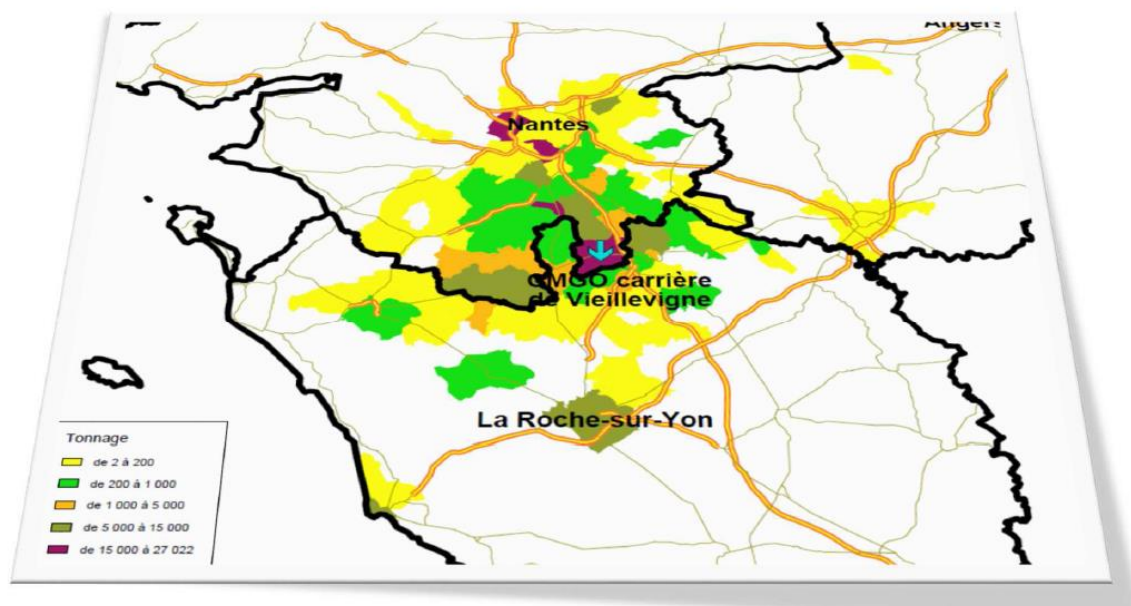 Angers
Nantes
CMGO carrière
de Vieillevigne
La Roche-sur-Yon
Tonnage
de 2 à 200
de 200 à 1 000
de 1 000 à 5 000
de 5 000 à 15 000
de 15 000 à 27 022